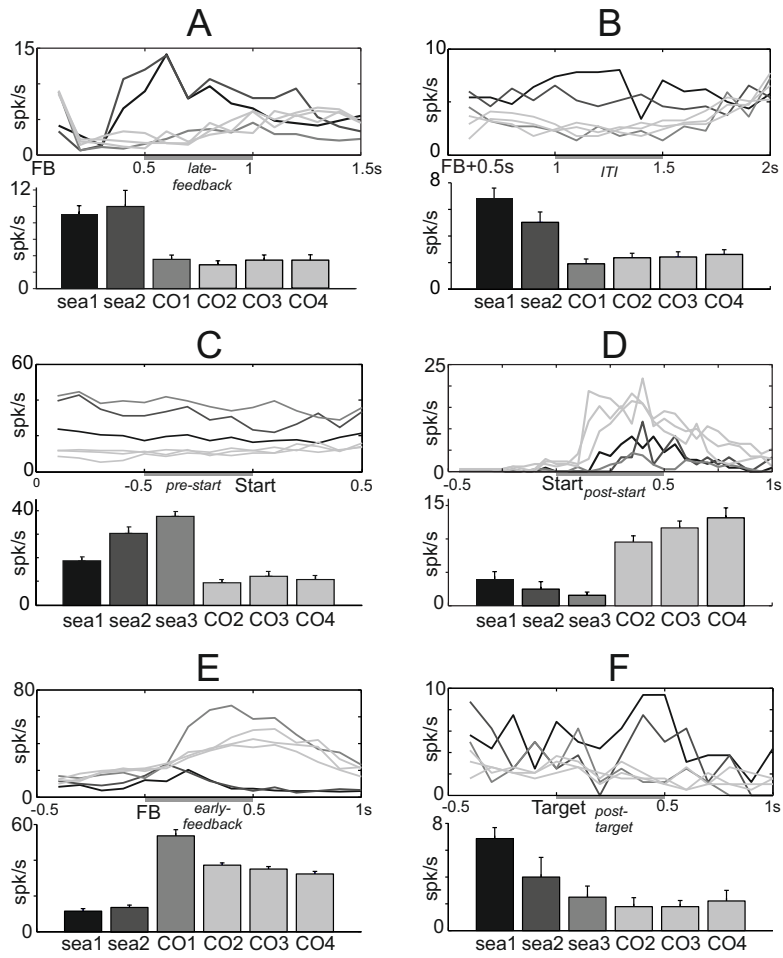 A
15
spk/s
0
FB
0.5
late-
feedback
1
1.5s
12
spk/s
0
sea1 sea2 CO1 CO2 CO3 CO4
B
10
spk/s
0
FB+0.5s
1
ITI
1.5
2s
8
spk/s
0
sea1 sea2 CO1 CO2 CO3 CO4
C
60
spk/s
0
0
-0.5
pre-start
Start
0.5
40
spk/s
0
sea1 sea2 sea3 CO2 CO3 CO4
D
25
spk/s
0
-0.5
Start
post-start
0.5
1s
15
spk/s
0
sea1 sea2 sea3 CO2 CO3 CO4
E
80
spk/s
0
-0.5
FB
early-
feedback
0.5
1s
60
spk/s
0
sea1 sea2 CO1 CO2 CO3 CO4
F
10
spk/s
0
-0.5
Target
post-
target
0.5
1s
8
spk/s
0
sea1 sea2 sea3 CO2 CO3 CO4